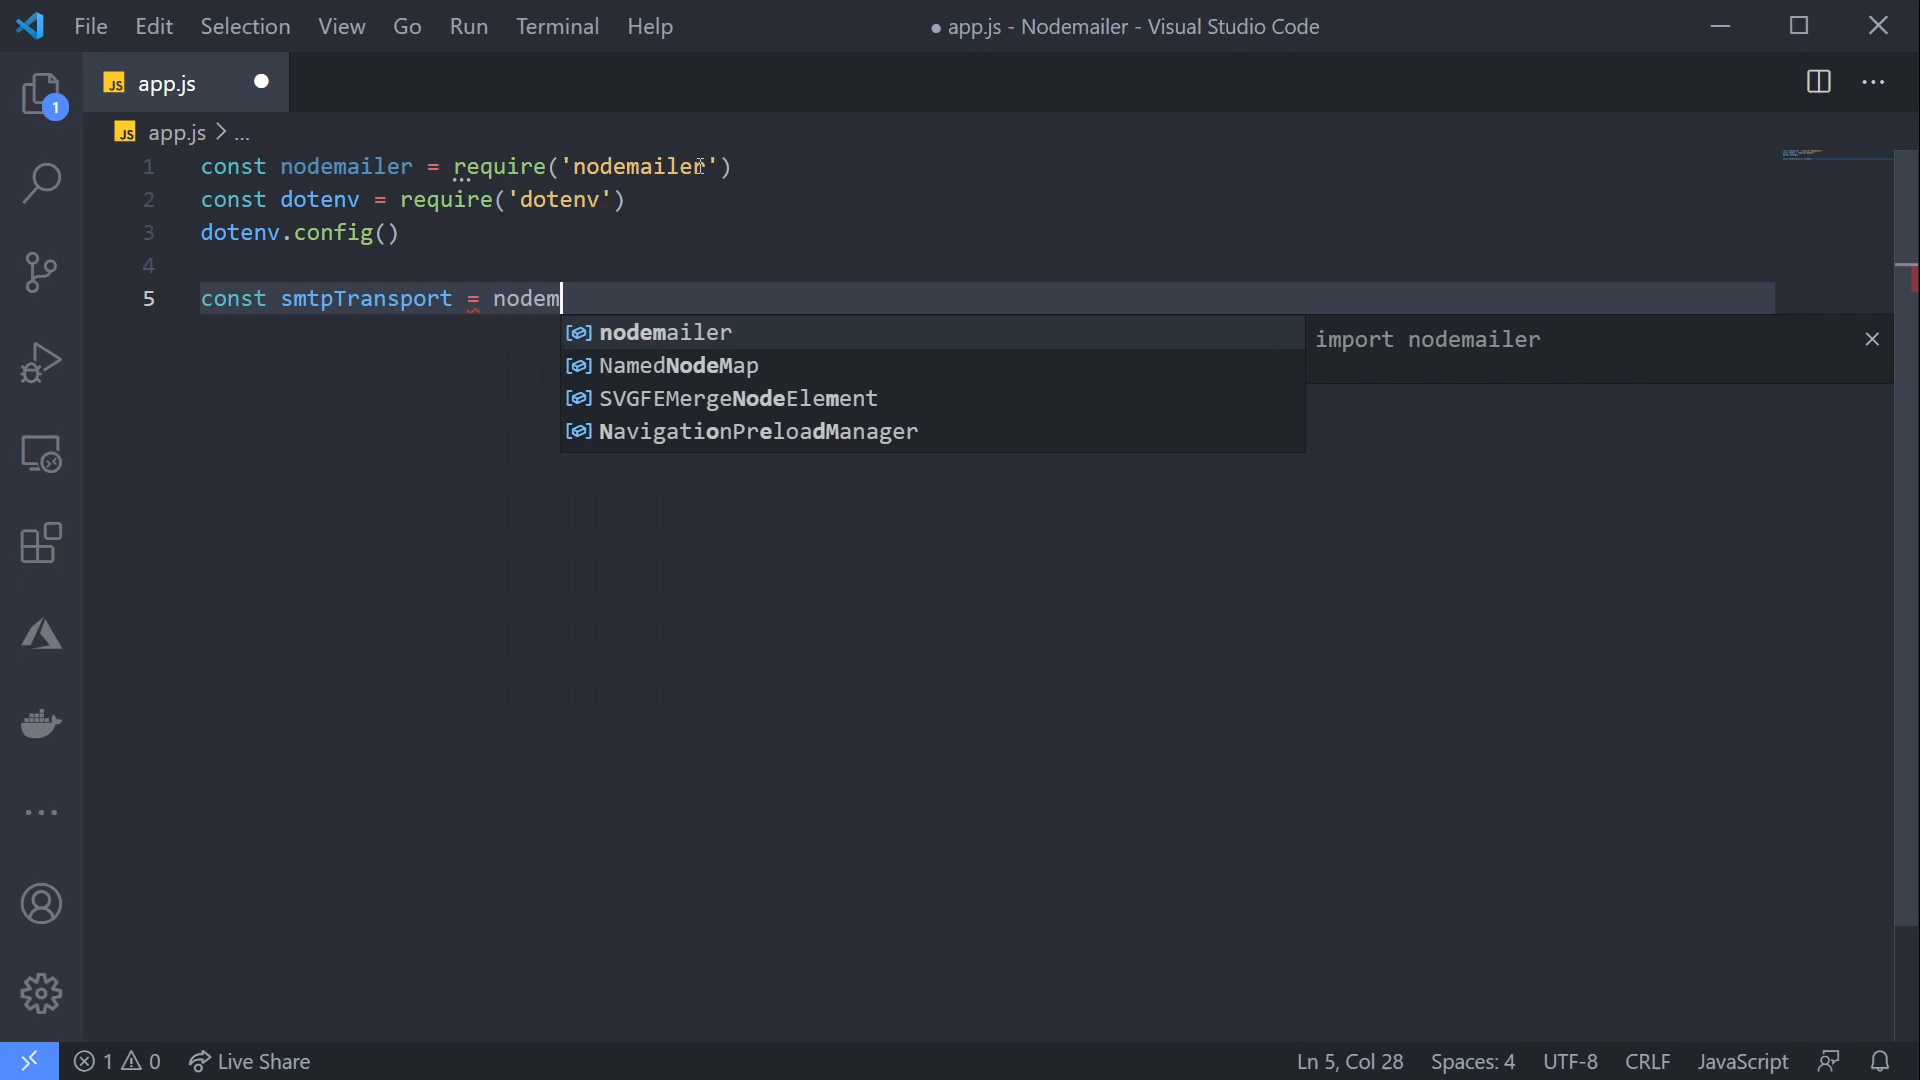 File Edit Selection View Go Run Terminal Help
● app.js - Nodemailer - Visual Studio Code
JS app.js
1
JS app.js > ...
1 const nodemailer = require('nodemailer')
2 const dotenv = require('dotenv')
3 dotenv.config()
4
5 const smtpTransport = nodem
nodemailer
import nodemailer
NamedNodeMap
SVGFEMergeNodeElement
NavigationPreloadManager
1 0 Live Share
Ln 5, Col 28 Spaces: 4 UTF-8 CRLF JavaScript